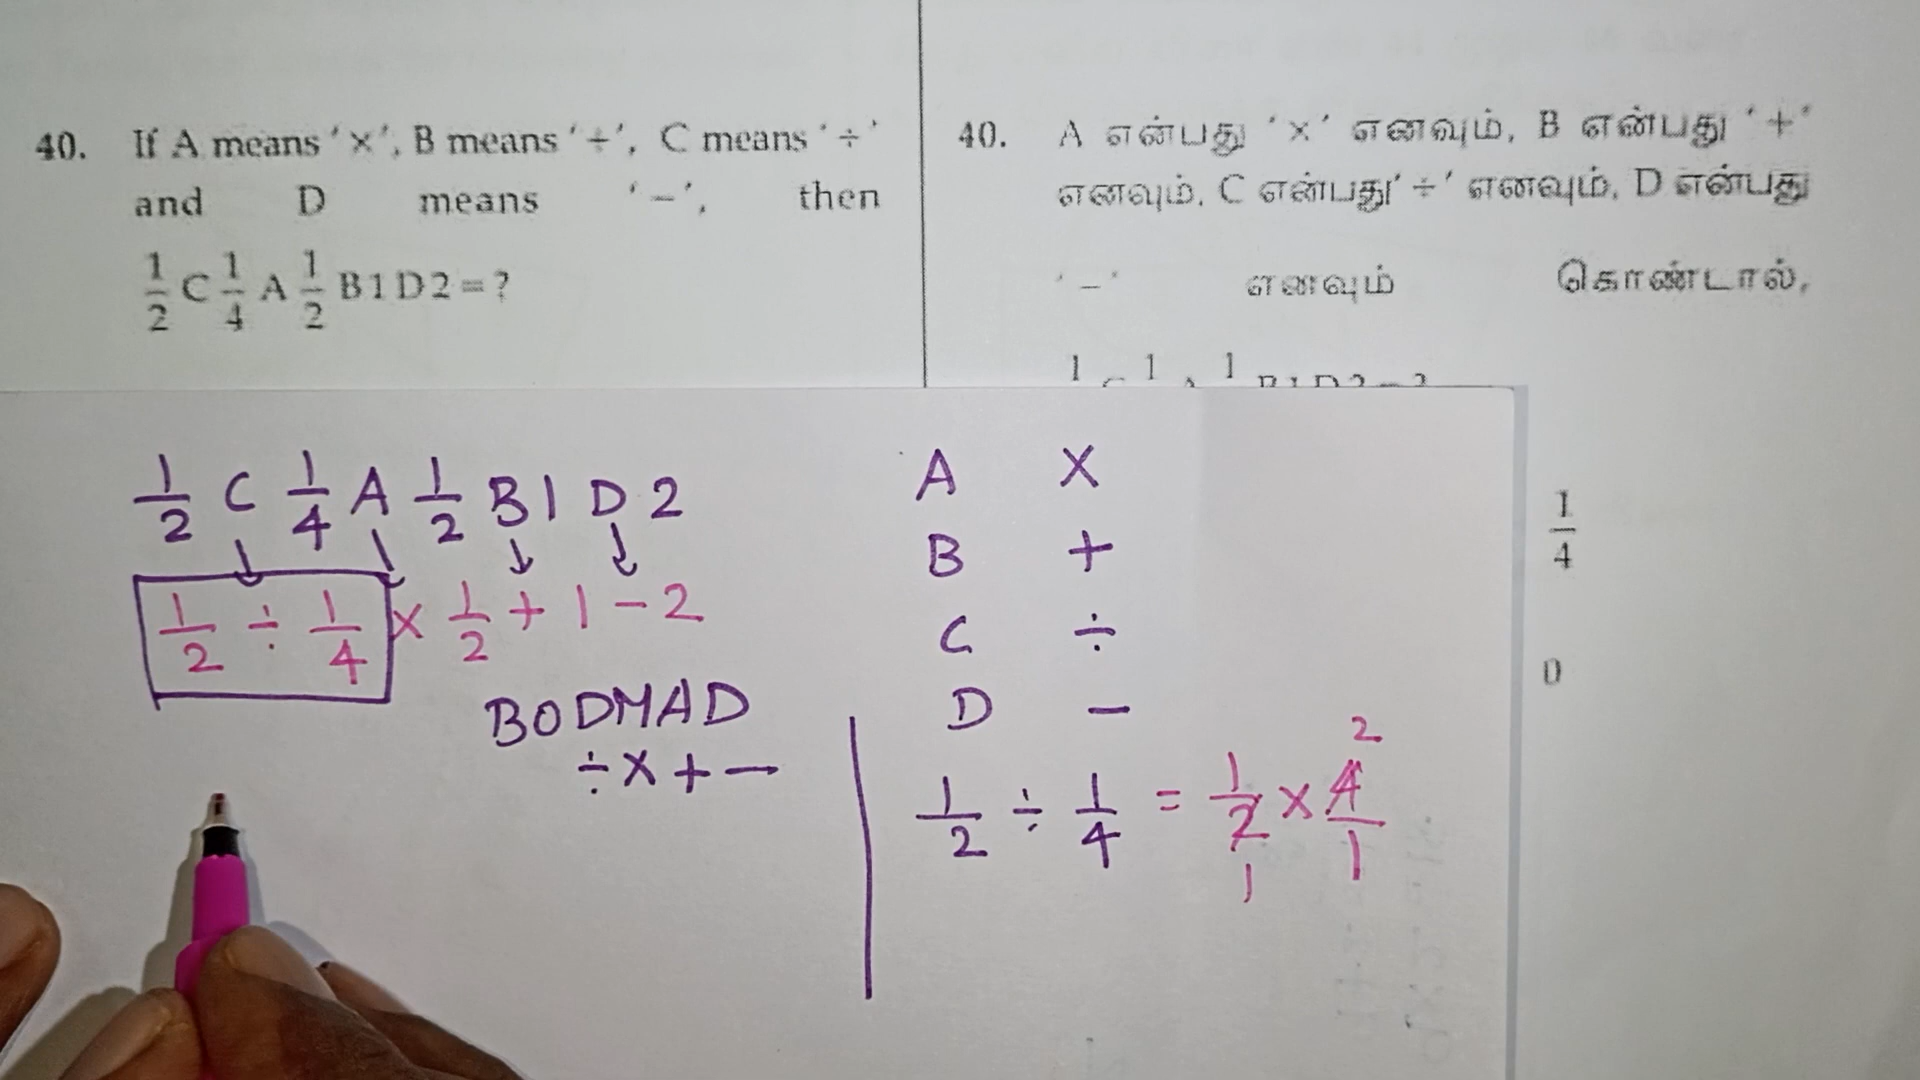 40. If A means '×', B means '+', C means '÷'
and D means '−', then
1/2 C 1/4 A 1/2 B 1 D 2 = ?
40. A என்பது '×' எனவும், B என்பது '+'
எனவும், C என்பது '÷' எனவும், D என்பது
'−' எனவும் கொண்டால்,
1/2 C 1/4 A 1/2 B 1 D 2
1/2 ÷ 1/4 × 1/2 + 1 − 2
BODMAD
÷ × + −
A ×
B +
C ÷
D −
1/2 ÷ 1/4 = 1/2 × 4/1
2
1
1/4
0